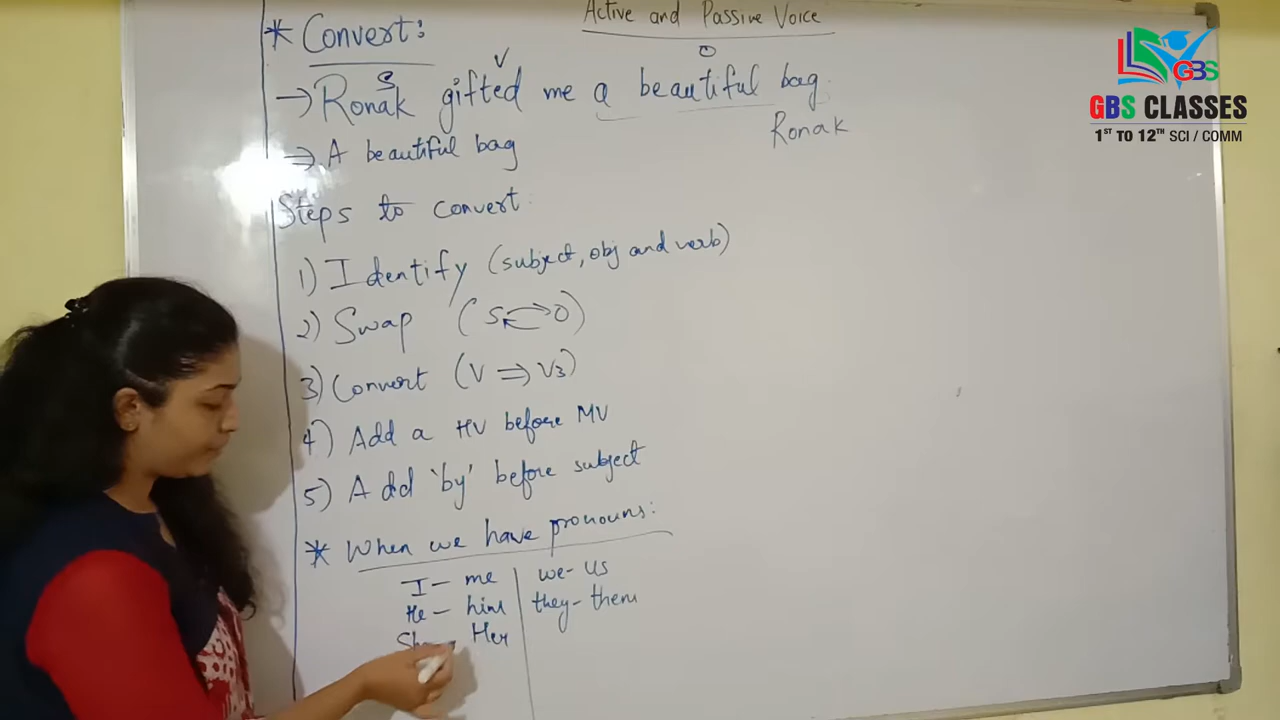 Active and Passive Voice
* Convert:
S V O
→ Ronak gifted me a beautiful bag.
Ronak
⇒ A beautiful bag
Steps to convert:
1) Identify (subject, obj and verb)
2) Swap (S ⇄ O)
3) Convert (V ⇒ V3)
4) Add a HV before MV
5) Add 'by' before subject
* When we have pronouns:
I - me | we - us
He - him | they - them
She - Her
GBS
GBS CLASSES
1ST TO 12TH SCI / COMM